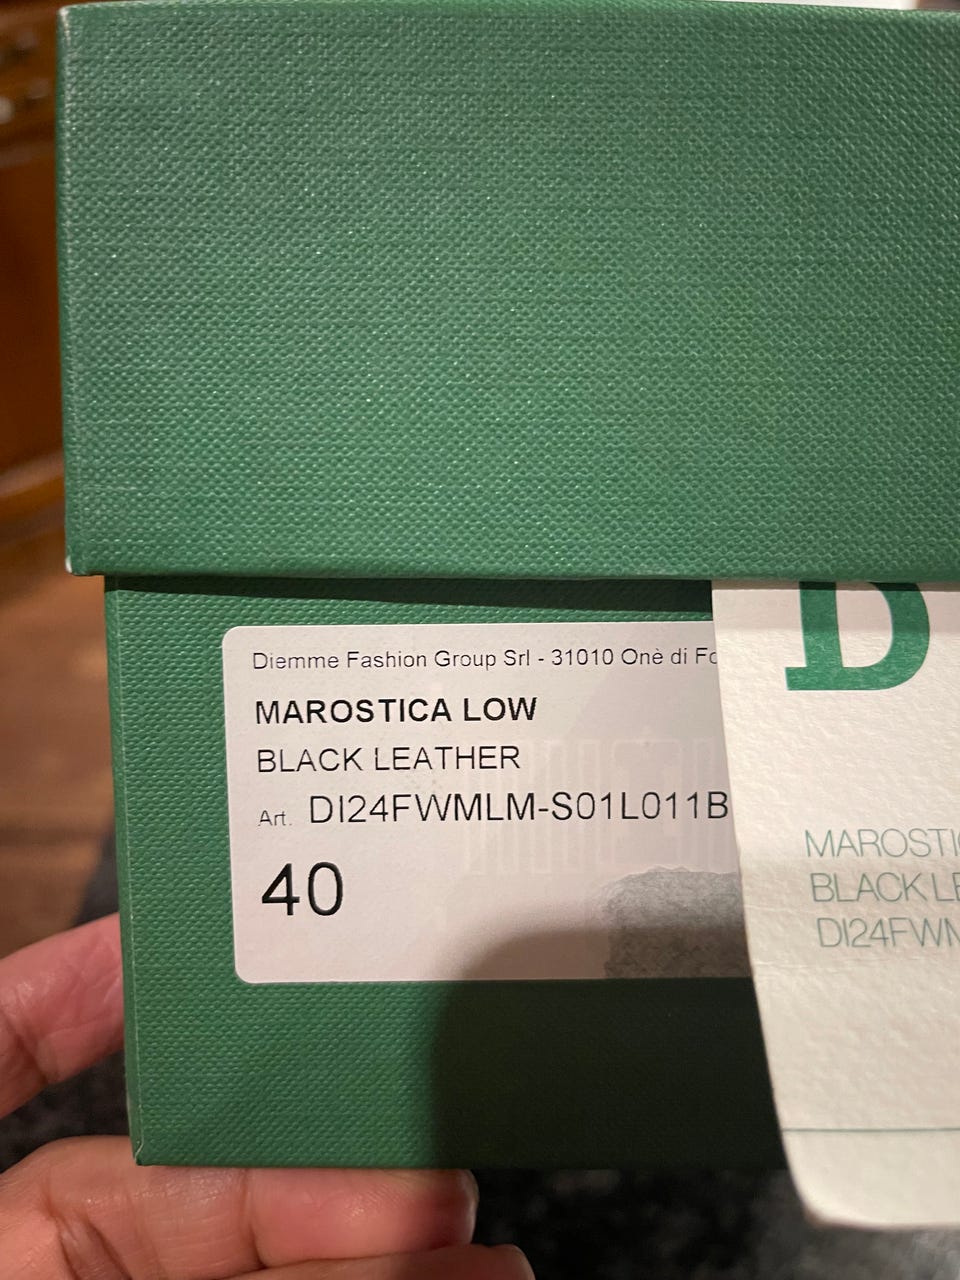 Diemme Fashion Group Srl - 31010 Onè di Fo
MAROSTICA LOW
BLACK LEATHER
Art. DI24FWMLM-S01L011B
40
D
MAROSTIC
BLACK LE
DI24FWM